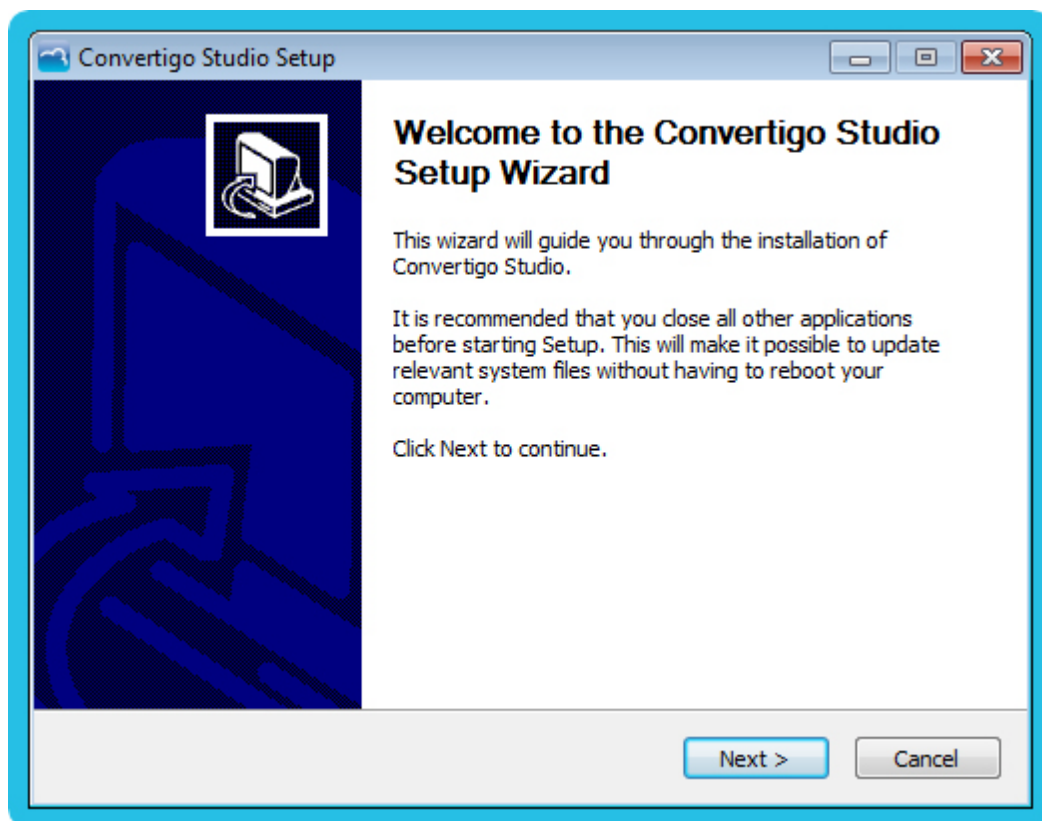 Convertigo Studio Setup
Welcome to the Convertigo Studio
Setup Wizard
This wizard will guide you through the installation of
Convertigo Studio.
It is recommended that you close all other applications
before starting Setup. This will make it possible to update
relevant system files without having to reboot your
computer.
Click Next to continue.
Next >
Cancel